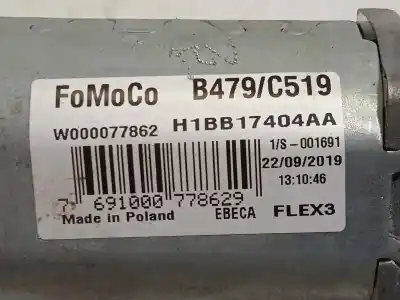 FoMoCo B479/C519
W000077862 H1BB17404AA
1/S-001691
22/09/2019
13:10:46
7 691000 778629
Made in Poland EBECA FLEX3